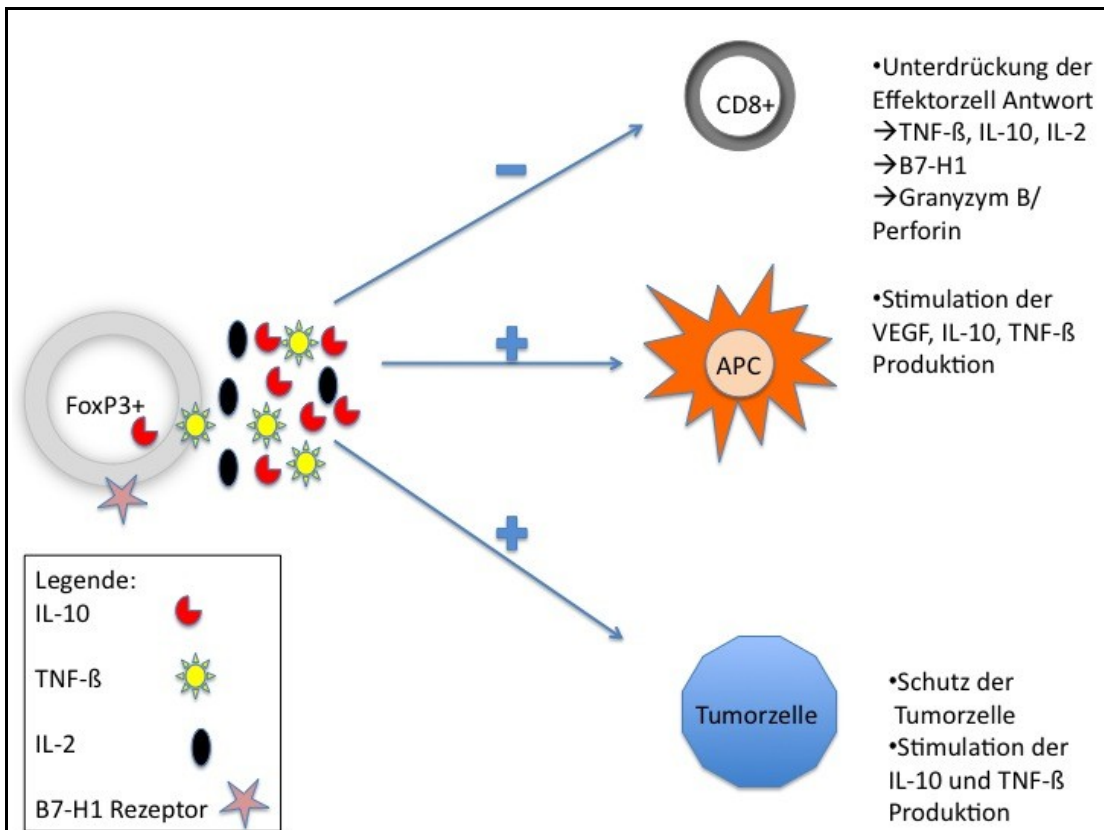 CD8+
•Unterdrückung der
Effektorzell Antwort
→TNF-ß, IL-10, IL-2
→B7-H1
→Granyzym B/
Perforin
FoxP3+
APC
•Stimulation der
VEGF, IL-10, TNF-ß
Produktion
Legende:
IL-10
TNF-ß
IL-2
B7-H1 Rezeptor
Tumorzelle
•Schutz der
Tumorzelle
•Stimulation der
IL-10 und TNF-ß
Produktion